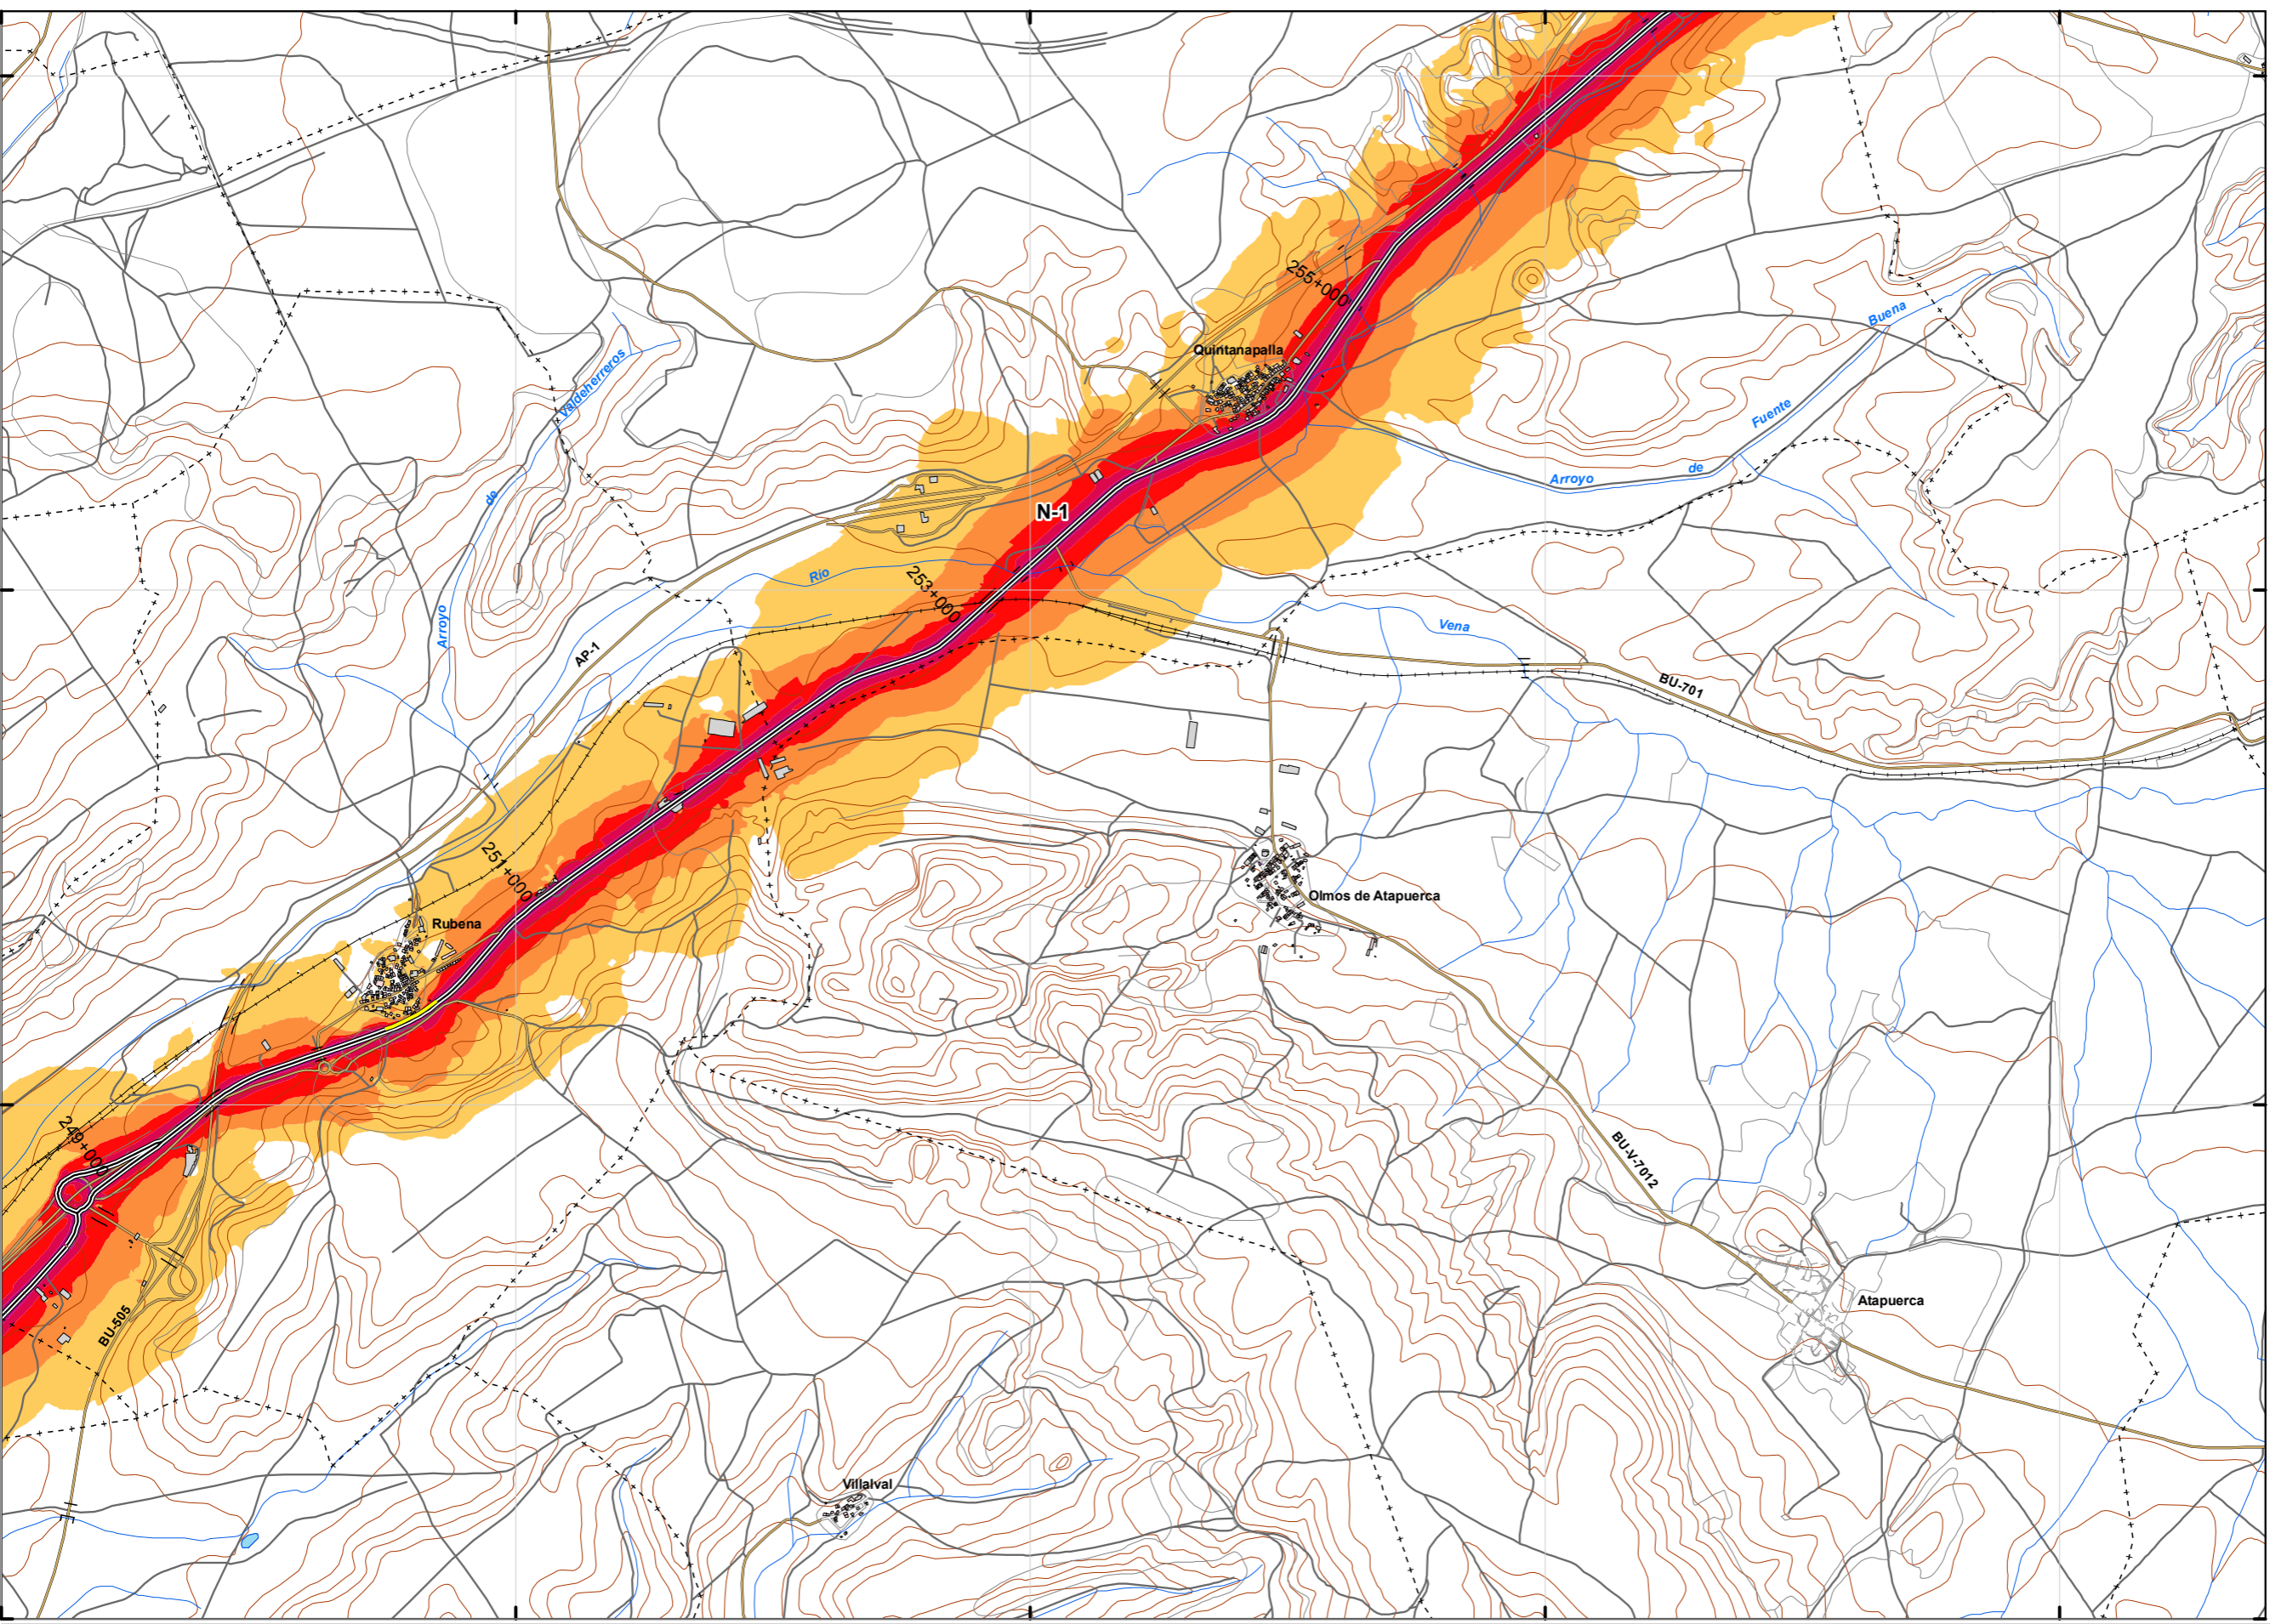 255+000
Buena
Quintanapalla
Valdeherreros
Fuente
de
Arroyo
de
N-1
Río
253+000
Arroyo
Vena
AP-1
BU-701
251+000
Olmos de Atapuerca
Rubena
249+000
BU-V-7012
Atapuerca
BU-505
Villalval